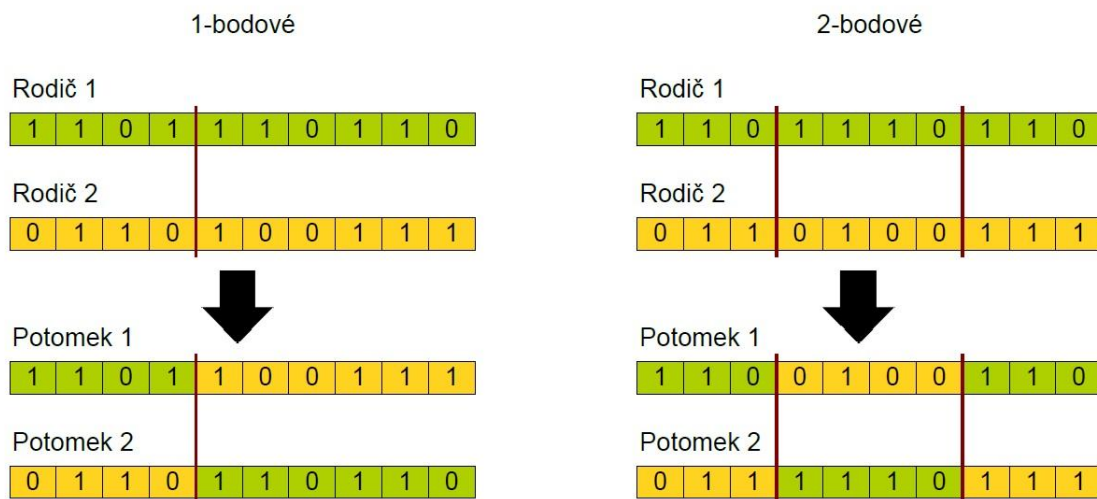 1-bodové
Rodič 1
1 1 0 1 1 1 0 1 1 0
Rodič 2
0 1 1 0 1 0 0 1 1 1
Potomek 1
1 1 0 1 1 0 0 1 1 1
Potomek 2
0 1 1 0 1 1 0 1 1 0
2-bodové
Rodič 1
1 1 0 1 1 1 0 1 1 0
Rodič 2
0 1 1 0 1 0 0 1 1 1
Potomek 1
1 1 0 0 1 0 0 1 1 0
Potomek 2
0 1 1 1 1 1 0 1 1 1